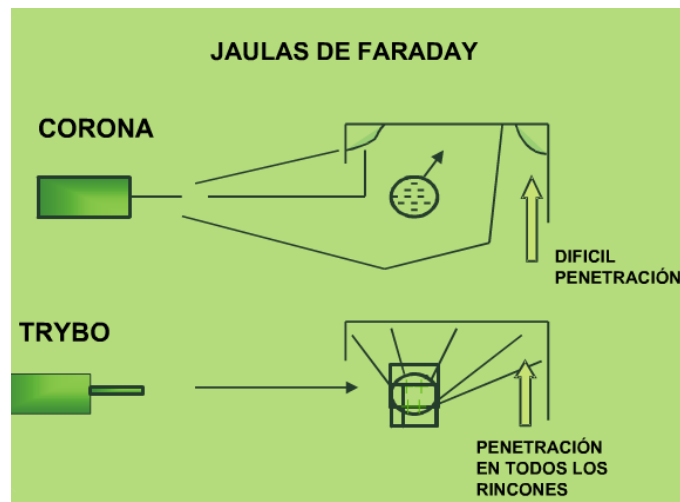 JAULAS DE FARADAY
CORONA
DIFICIL
PENETRACIÓN
TRYBO
PENETRACIÓN
EN TODOS LOS
RINCONES